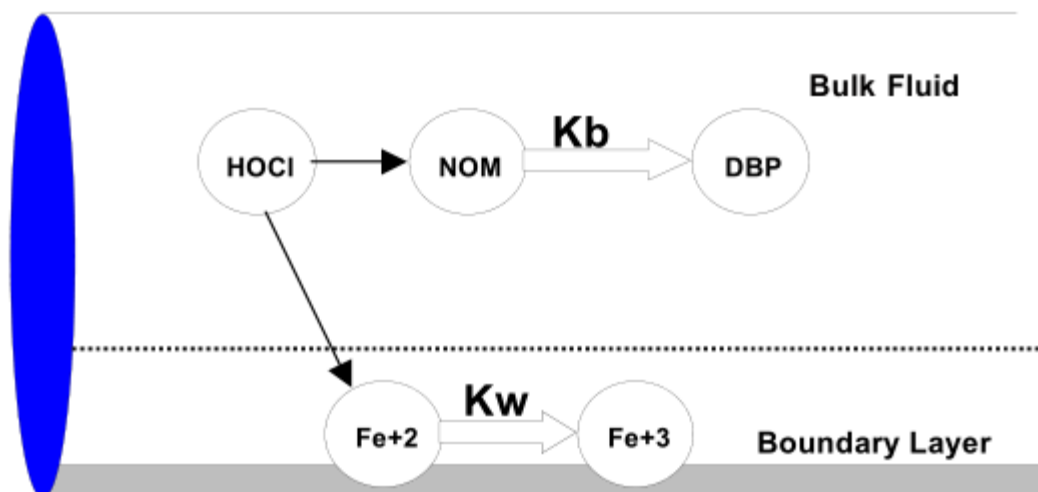 Bulk Fluid
Kb
HOCl
NOM
DBP
Kw
Fe+2
Fe+3
Boundary Layer